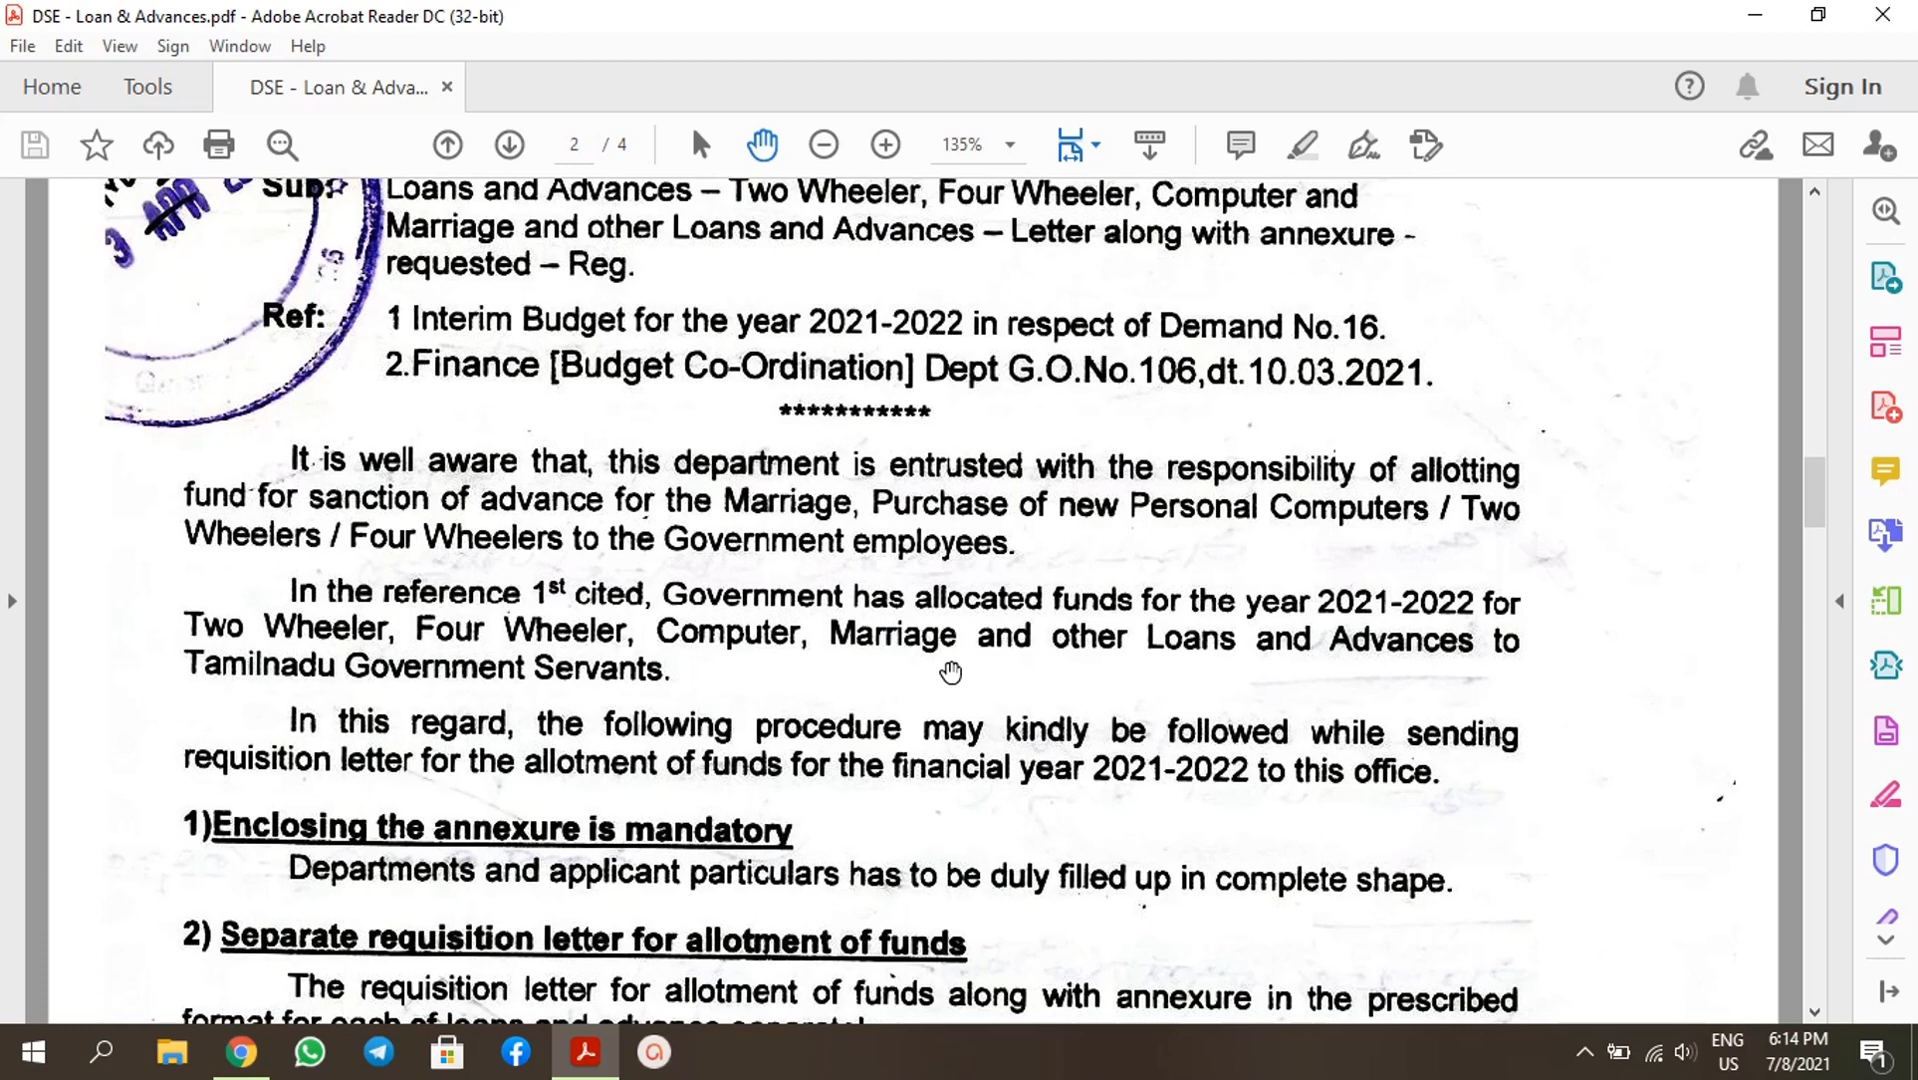 DSE - Loan & Advances.pdf - Adobe Acrobat Reader DC (32-bit)
File Edit View Sign Window Help
Home Tools DSE - Loan & Adva... × Sign In
2 / 4 135%
Sub: Loans and Advances – Two Wheeler, Four Wheeler, Computer and
Marriage and other Loans and Advances – Letter along with annexure -
requested – Reg.
Ref: 1 Interim Budget for the year 2021-2022 in respect of Demand No.16.
2.Finance [Budget Co-Ordination] Dept G.O.No.106,dt.10.03.2021.
***********
It is well aware that, this department is entrusted with the responsibility of allotting
fund for sanction of advance for the Marriage, Purchase of new Personal Computers / Two
Wheelers / Four Wheelers to the Government employees.
In the reference 1st cited, Government has allocated funds for the year 2021-2022 for
Two Wheeler, Four Wheeler, Computer, Marriage and other Loans and Advances to
Tamilnadu Government Servants.
In this regard, the following procedure may kindly be followed while sending
requisition letter for the allotment of funds for the financial year 2021-2022 to this office.
1)Enclosing the annexure is mandatory
Departments and applicant particulars has to be duly filled up in complete shape.
2) Separate requisition letter for allotment of funds
The requisition letter for allotment of funds along with annexure in the prescribed
format for each of loans and advance
ENG 6:14 PM
US 7/8/2021 1